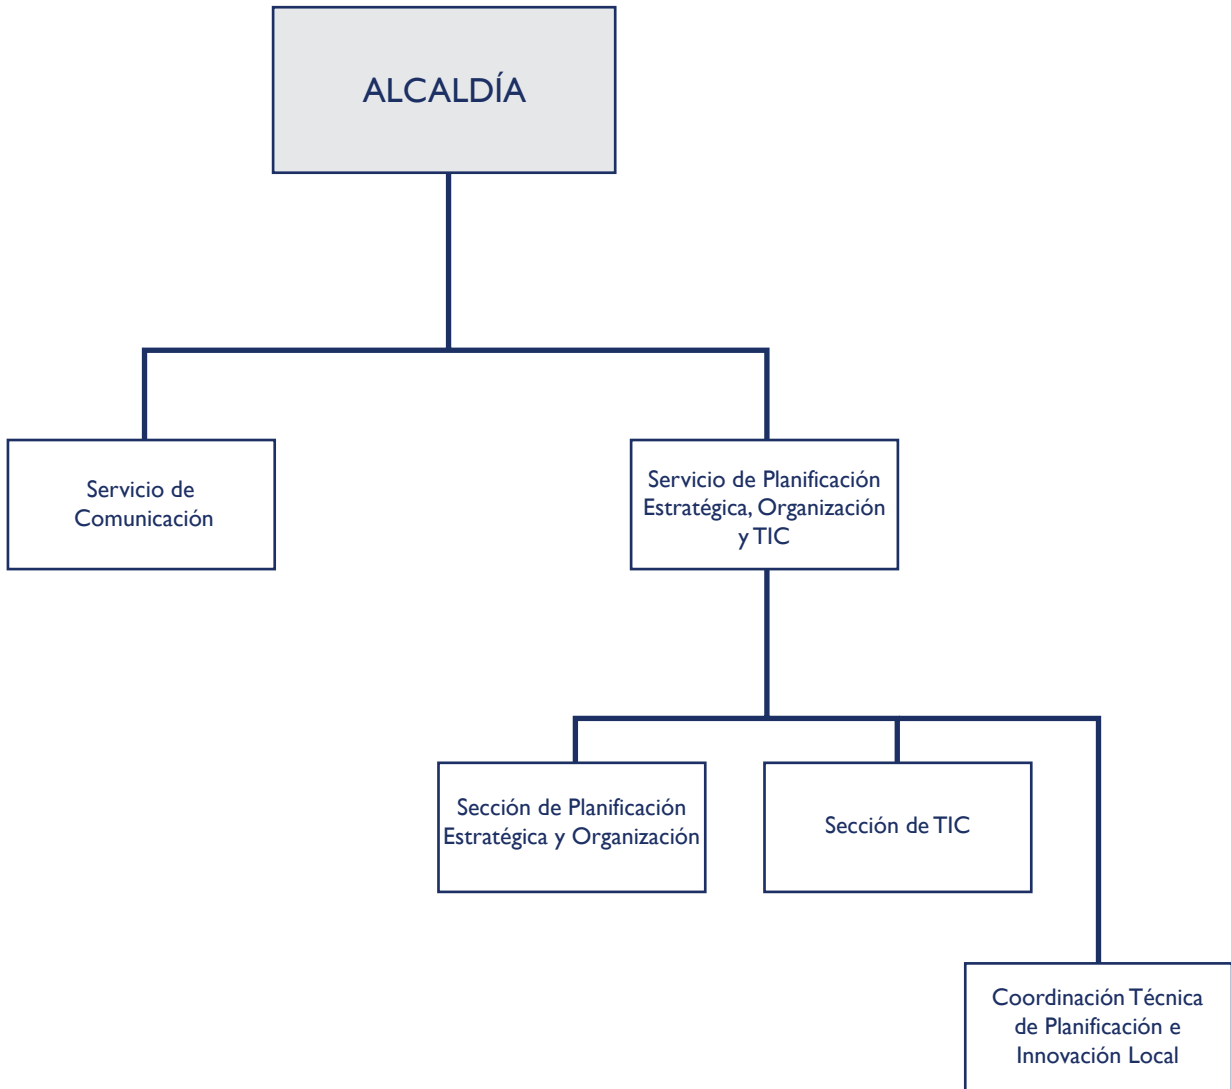 ALCALDÍA
Servicio de
Comunicación
Servicio de Planificación
Estratégica, Organización
y TIC
Sección de Planificación
Estratégica y Organización
Sección de TIC
Coordinación Técnica
de Planificación e
Innovación Local